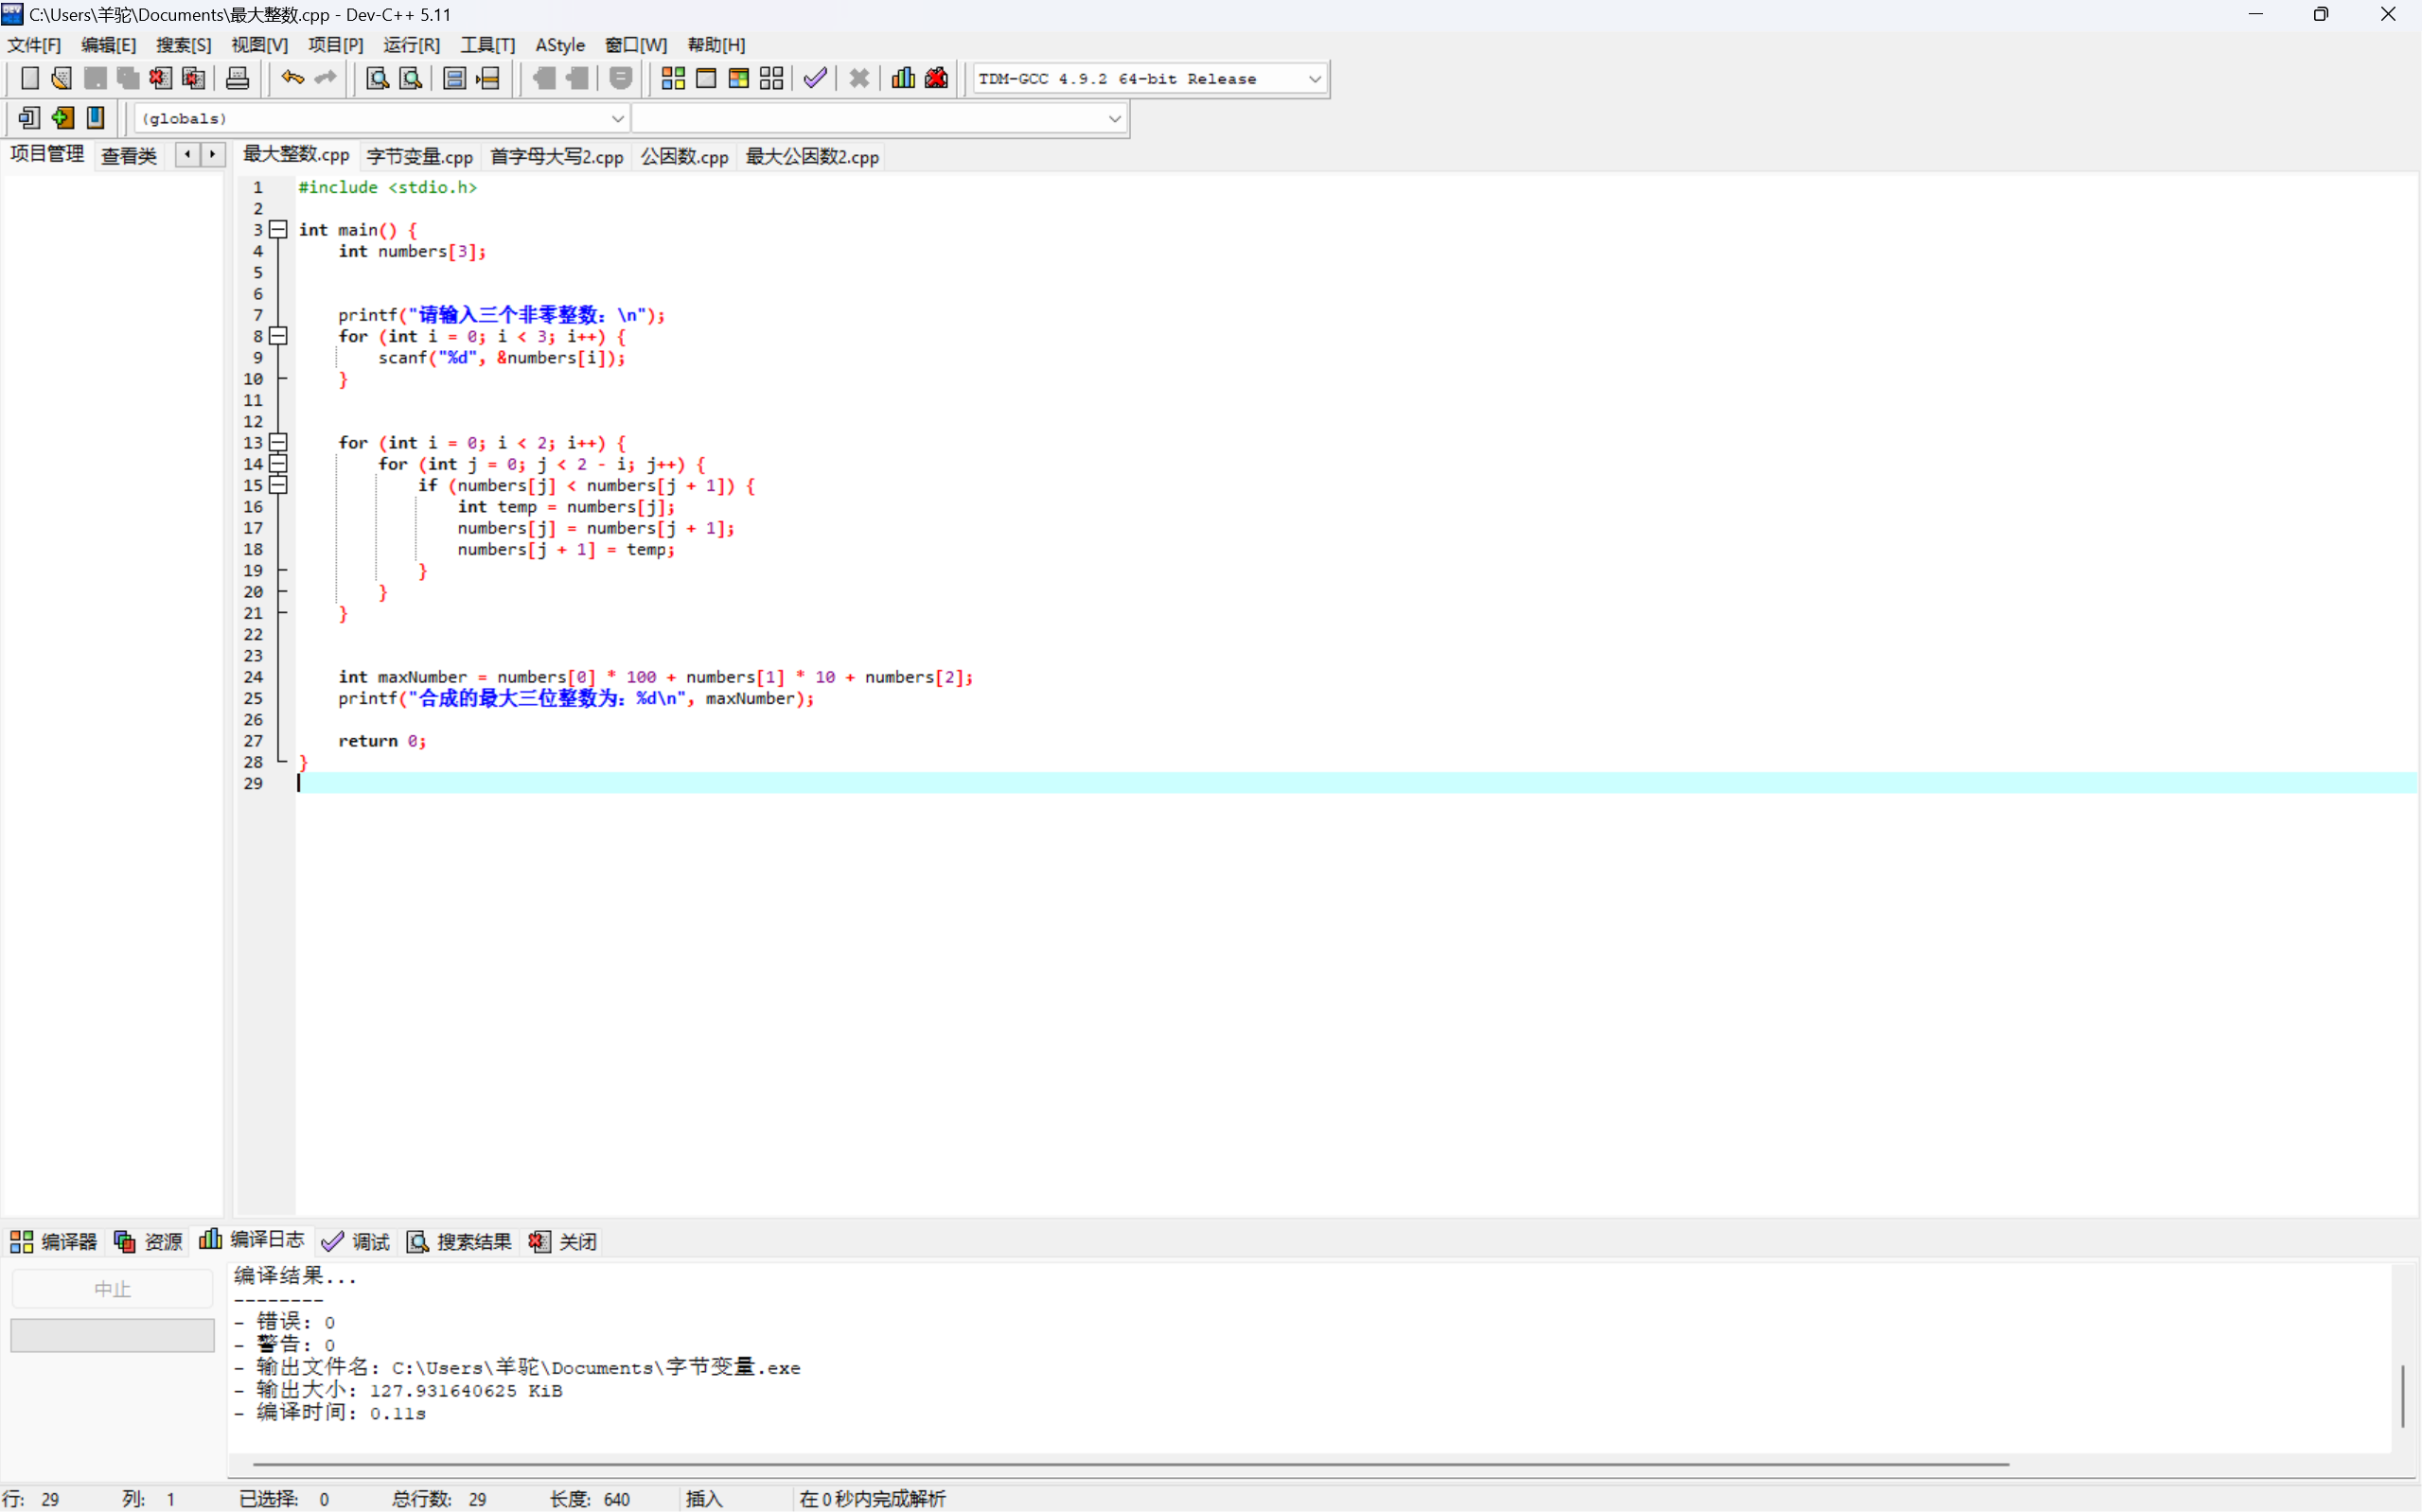 C:\Users\羊驼\Documents\最大整数.cpp - Dev-C++ 5.11
文件[F] 编辑[E] 搜索[S] 视图[V] 项目[P] 运行[R] 工具[T] AStyle 窗口[W] 帮助[H]
TDM-GCC 4.9.2 64-bit Release
(globals)
项目管理 查看类 最大整数.cpp 字节变量.cpp 首字母大写2.cpp 公因数.cpp 最大公因数2.cpp
1 #include <stdio.h>
2
3 int main() {
4     int numbers[3];
5
6
7     printf("请输入三个非零整数：\n");
8     for (int i = 0; i < 3; i++) {
9         scanf("%d", &numbers[i]);
10     }
11
12
13     for (int i = 0; i < 2; i++) {
14         for (int j = 0; j < 2 - i; j++) {
15             if (numbers[j] < numbers[j + 1]) {
16                 int temp = numbers[j];
17                 numbers[j] = numbers[j + 1];
18                 numbers[j + 1] = temp;
19             }
20         }
21     }
22
23
24     int maxNumber = numbers[0] * 100 + numbers[1] * 10 + numbers[2];
25     printf("合成的最大三位整数为：%d\n", maxNumber);
26
27     return 0;
28 }
29
编译器 资源 编译日志 调试 搜索结果 关闭
中止
编译结果...
--------
- 错误: 0
- 警告: 0
- 输出文件名: C:\Users\羊驼\Documents\字节变量.exe
- 输出大小: 127.931640625 KiB
- 编译时间: 0.11s
行: 29 列: 1 已选择: 0 总行数: 29 长度: 640 插入 在 0 秒内完成解析